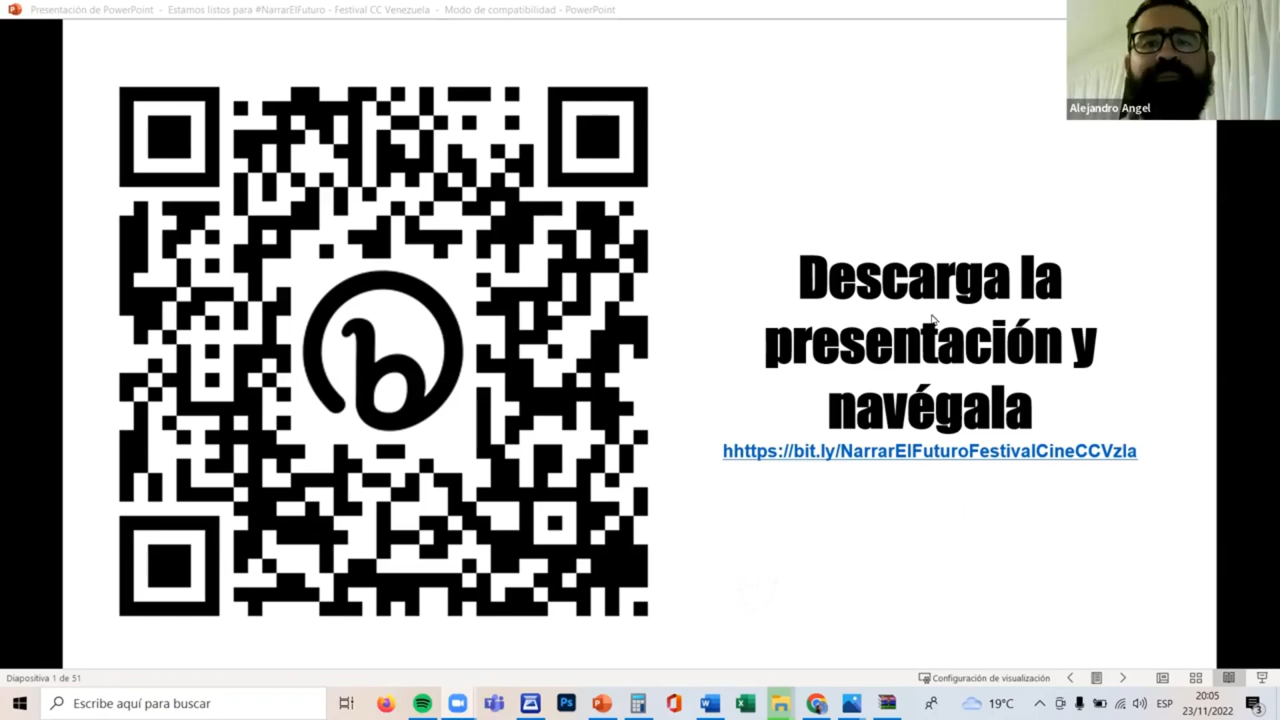 Presentación de PowerPoint - Estamos listos para #NarrarElFuturo - Festival CC Venezuela - Modo de compatibilidad - PowerPoint
Alejandro Angel
b
Descarga la
presentación y
navégala
hhttps://bit.ly/NarrarElFuturoFestivalCineCCVzla
Diapositiva 1 de 51
Configuración de visualización
Escribe aquí para buscar
19°C
ESP
20:05
23/11/2022
3